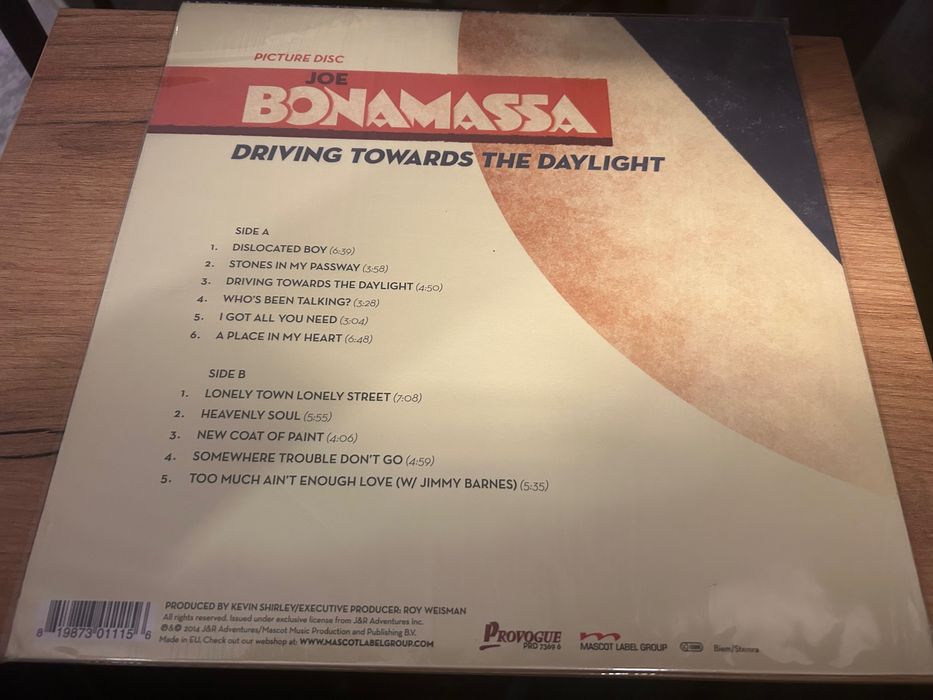 PICTURE DISC
JOE
BONAMASSA
DRIVING TOWARDS THE DAYLIGHT
SIDE A
1. DISLOCATED BOY (6:39)
2. STONES IN MY PASSWAY (3:58)
3. DRIVING TOWARDS THE DAYLIGHT (4:50)
4. WHO'S BEEN TALKING? (3:28)
5. I GOT ALL YOU NEED (3:04)
6. A PLACE IN MY HEART (6:48)
SIDE B
1. LONELY TOWN LONELY STREET (7:08)
2. HEAVENLY SOUL (5:55)
3. NEW COAT OF PAINT (4:06)
4. SOMEWHERE TROUBLE DON'T GO (4:59)
5. TOO MUCH AIN'T ENOUGH LOVE (W/ JIMMY BARNES) (5:35)
PRODUCED BY KEVIN SHIRLEY/EXECUTIVE PRODUCER: ROY WEISMAN
All rights reserved. Issued under exclusive license from J&R Adventures Inc.
℗&© 2014 J&R Adventures/Mascot Music Production and Publishing B.V.
Made in EU. Check out our webshop at: WWW.MASCOTLABELGROUP.COM
8 19873 01115 6
PROVOGUE
PRD 7369 6
MASCOT LABEL GROUP
Biem/Stemra